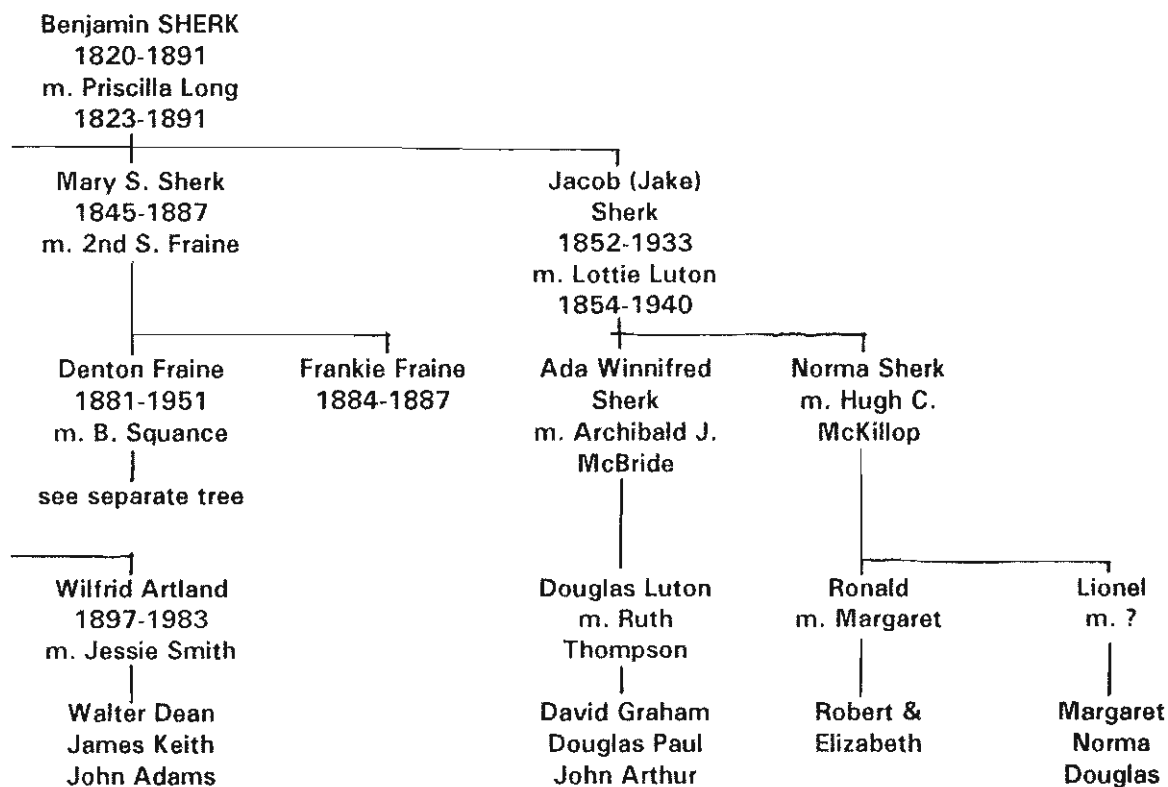 Benjamin SHERK
1820-1891
m. Priscilla Long
1823-1891
Mary S. Sherk
1845-1887
m. 2nd S. Fraine
Jacob (Jake)
Sherk
1852-1933
m. Lottie Luton
1854-1940
Denton Fraine
1881-1951
m. B. Squance
see separate tree
Frankie Fraine
1884-1887
Ada Winnifred
Sherk
m. Archibald J.
McBride
Norma Sherk
m. Hugh C.
McKillop
Wilfrid Artland
1897-1983
m. Jessie Smith
Walter Dean
James Keith
John Adams
Douglas Luton
m. Ruth
Thompson
David Graham
Douglas Paul
John Arthur
Ronald
m. Margaret
Robert &
Elizabeth
Lionel
m. ?
Margaret
Norma
Douglas